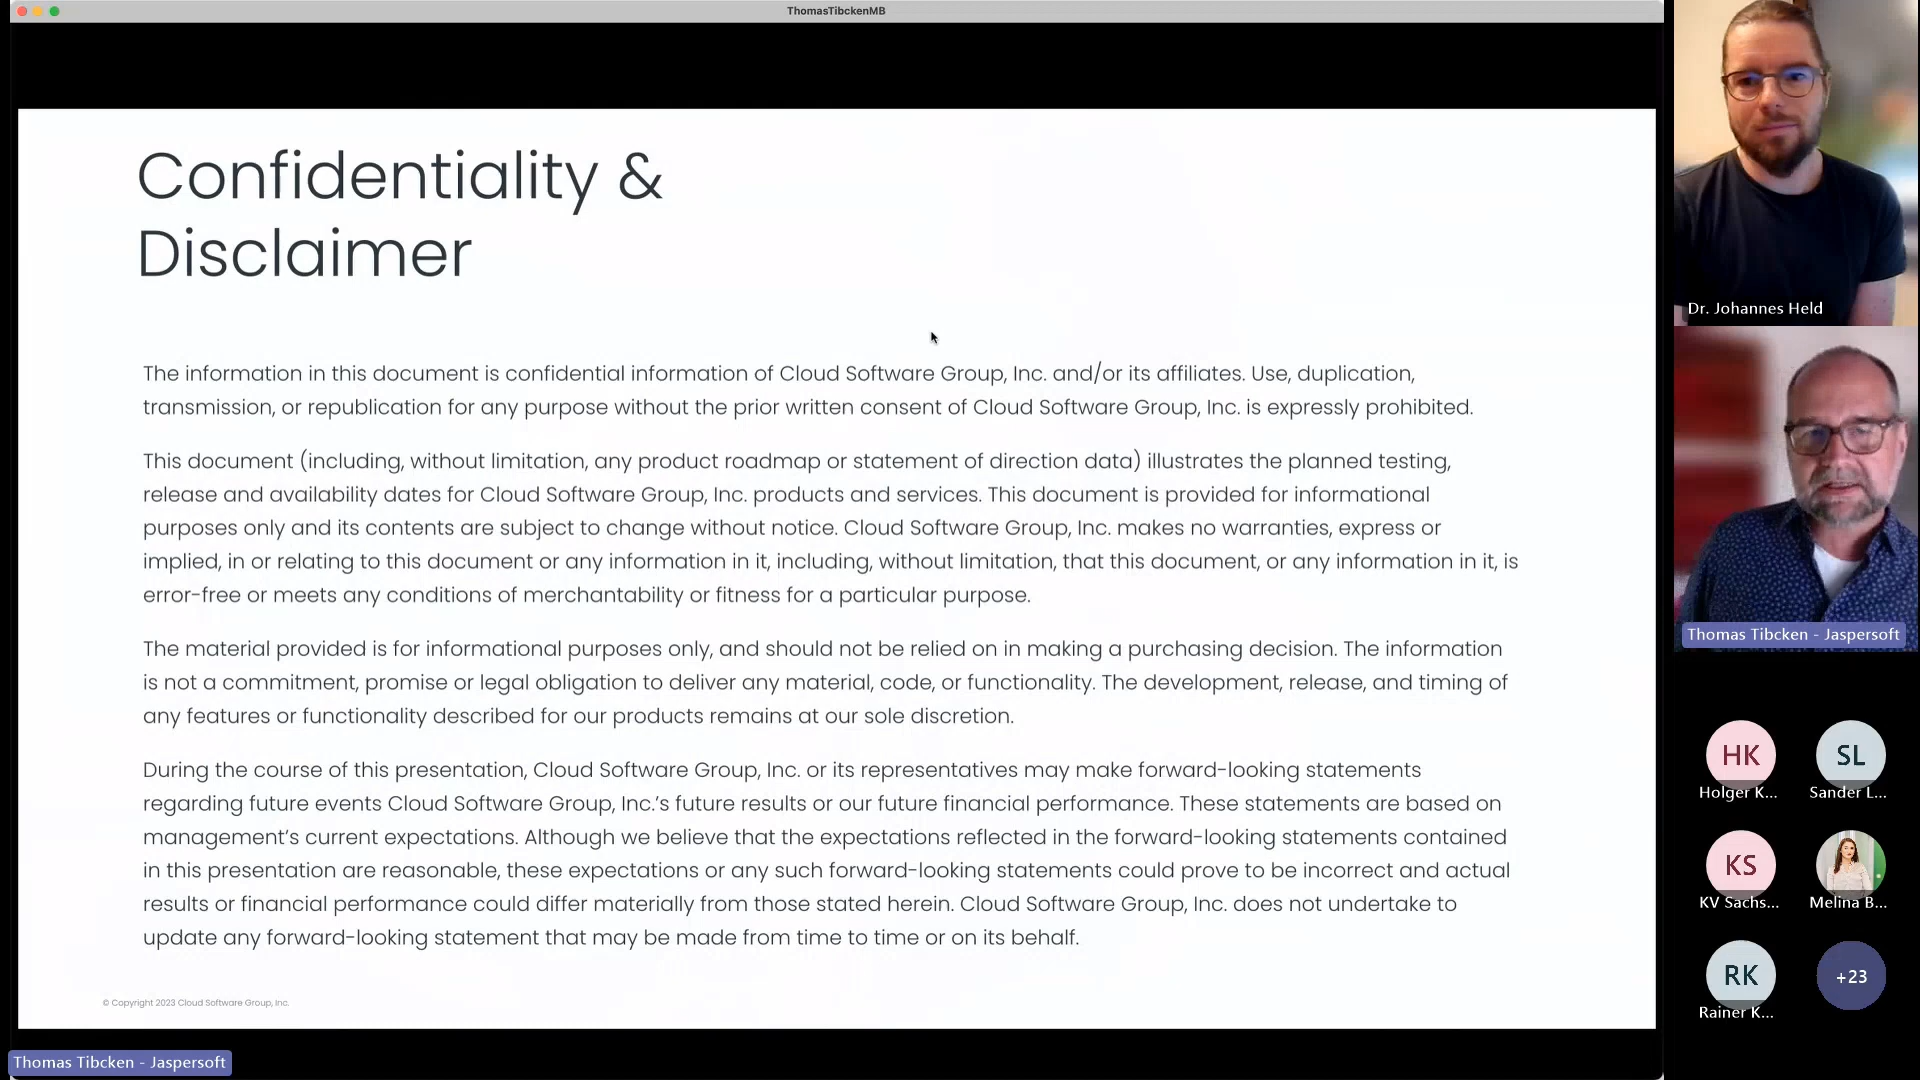 ThomasTibckenMB
Confidentiality &
Disclaimer
The information in this document is confidential information of Cloud Software Group, Inc. and/or its affiliates. Use, duplication,
transmission, or republication for any purpose without the prior written consent of Cloud Software Group, Inc. is expressly prohibited.
This document (including, without limitation, any product roadmap or statement of direction data) illustrates the planned testing,
release and availability dates for Cloud Software Group, Inc. products and services. This document is provided for informational
purposes only and its contents are subject to change without notice. Cloud Software Group, Inc. makes no warranties, express or
implied, in or relating to this document or any information in it, including, without limitation, that this document, or any information in it, is
error-free or meets any conditions of merchantability or fitness for a particular purpose.
The material provided is for informational purposes only, and should not be relied on in making a purchasing decision. The information
is not a commitment, promise or legal obligation to deliver any material, code, or functionality. The development, release, and timing of
any features or functionality described for our products remains at our sole discretion.
During the course of this presentation, Cloud Software Group, Inc. or its representatives may make forward-looking statements
regarding future events Cloud Software Group, Inc.'s future results or our future financial performance. These statements are based on
management's current expectations. Although we believe that the expectations reflected in the forward-looking statements contained
in this presentation are reasonable, these expectations or any such forward-looking statements could prove to be incorrect and actual
results or financial performance could differ materially from those stated herein. Cloud Software Group, Inc. does not undertake to
update any forward-looking statement that may be made from time to time or on its behalf.
© Copyright 2023 Cloud Software Group, Inc.
Thomas Tibcken - Jaspersoft
Dr. Johannes Held
Thomas Tibcken - Jaspersoft
HK
Holger K...
SL
Sander L...
KS
KV Sachs...
Melina B...
RK
Rainer K...
+23